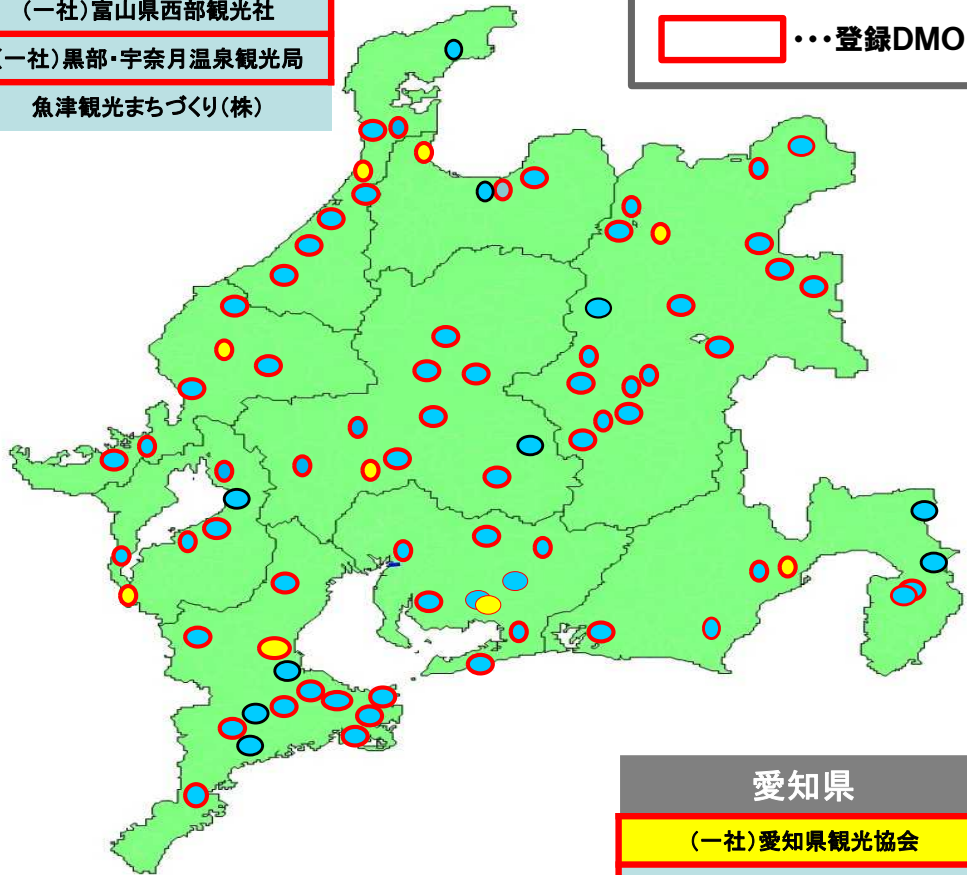 (一社)富山県西部観光社
(一社)黒部・宇奈月温泉観光局
魚津観光まちづくり(株)
・・・登録DMO
愛知県
(一社)愛知県観光協会